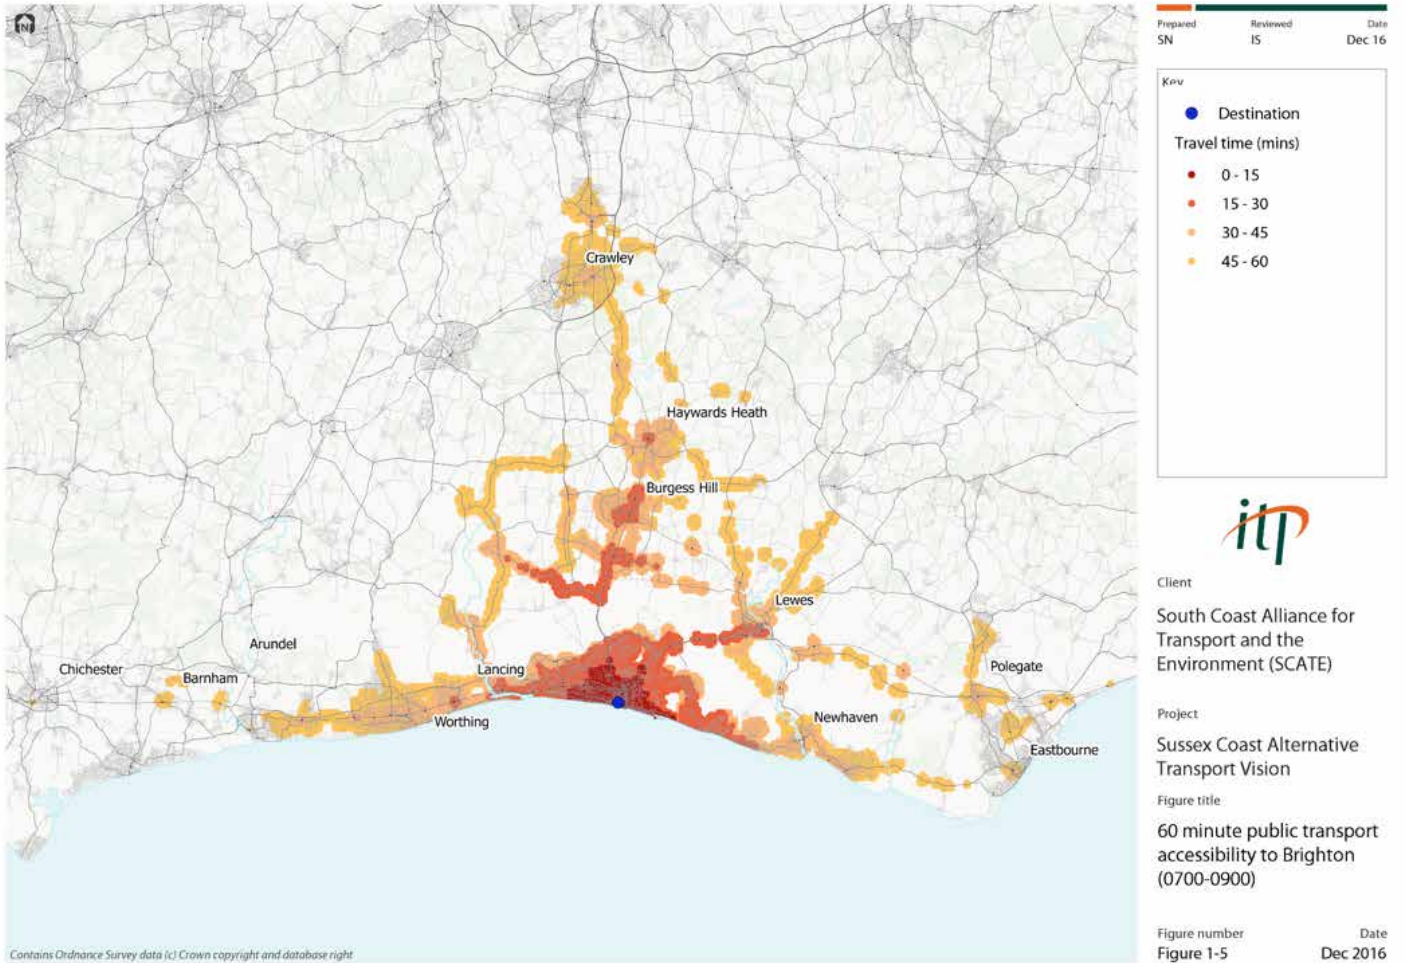 N
Crawley
Haywards Heath
Burgess Hill
Lewes
Arundel
Chichester
Barnham
Lancing
Worthing
Polegate
Newhaven
Eastbourne
Contains Ordnance Survey data (c) Crown copyright and database right
Prepared Reviewed Date
SN IS Dec 16
Key
Destination
Travel time (mins)
0 - 15
15 - 30
30 - 45
45 - 60
itp
Client
South Coast Alliance for
Transport and the
Environment (SCATE)
Project
Sussex Coast Alternative
Transport Vision
Figure title
60 minute public transport
accessibility to Brighton
(0700-0900)
Figure number Date
Figure 1-5 Dec 2016